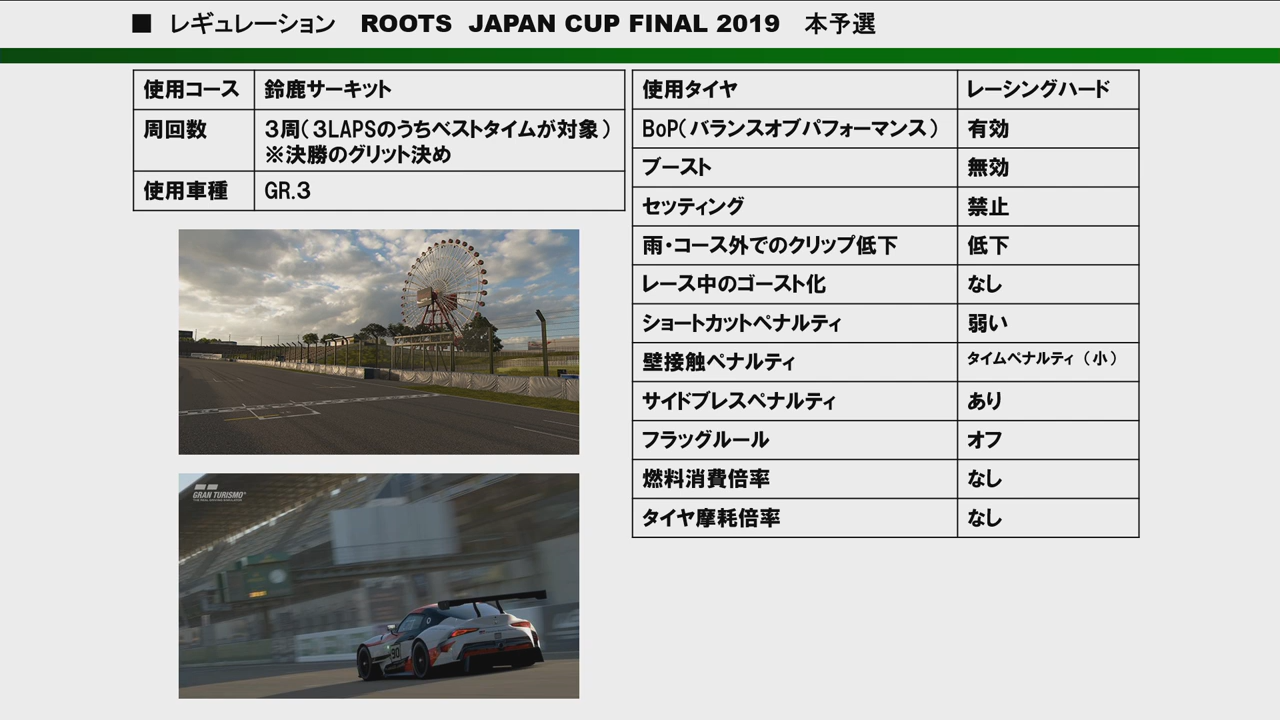 ■ レギュレーション ROOTS JAPAN CUP FINAL 2019 本予選
使用コース 鈴鹿サーキット
周回数 3周(3LAPSのうちベストタイムが対象)
※決勝のグリット決め
使用車種 GR.3
使用タイヤ レーシングハード
BoP(バランスオブパフォーマンス) 有効
ブースト 無効
セッティング 禁止
雨・コース外でのクリップ低下 低下
レース中のゴースト化 なし
ショートカットペナルティ 弱い
壁接触ペナルティ タイムペナルティ(小)
サイドブレスペナルティ あり
フラッグルール オフ
燃料消費倍率 なし
タイヤ摩耗倍率 なし
GRAN TURISMO
90